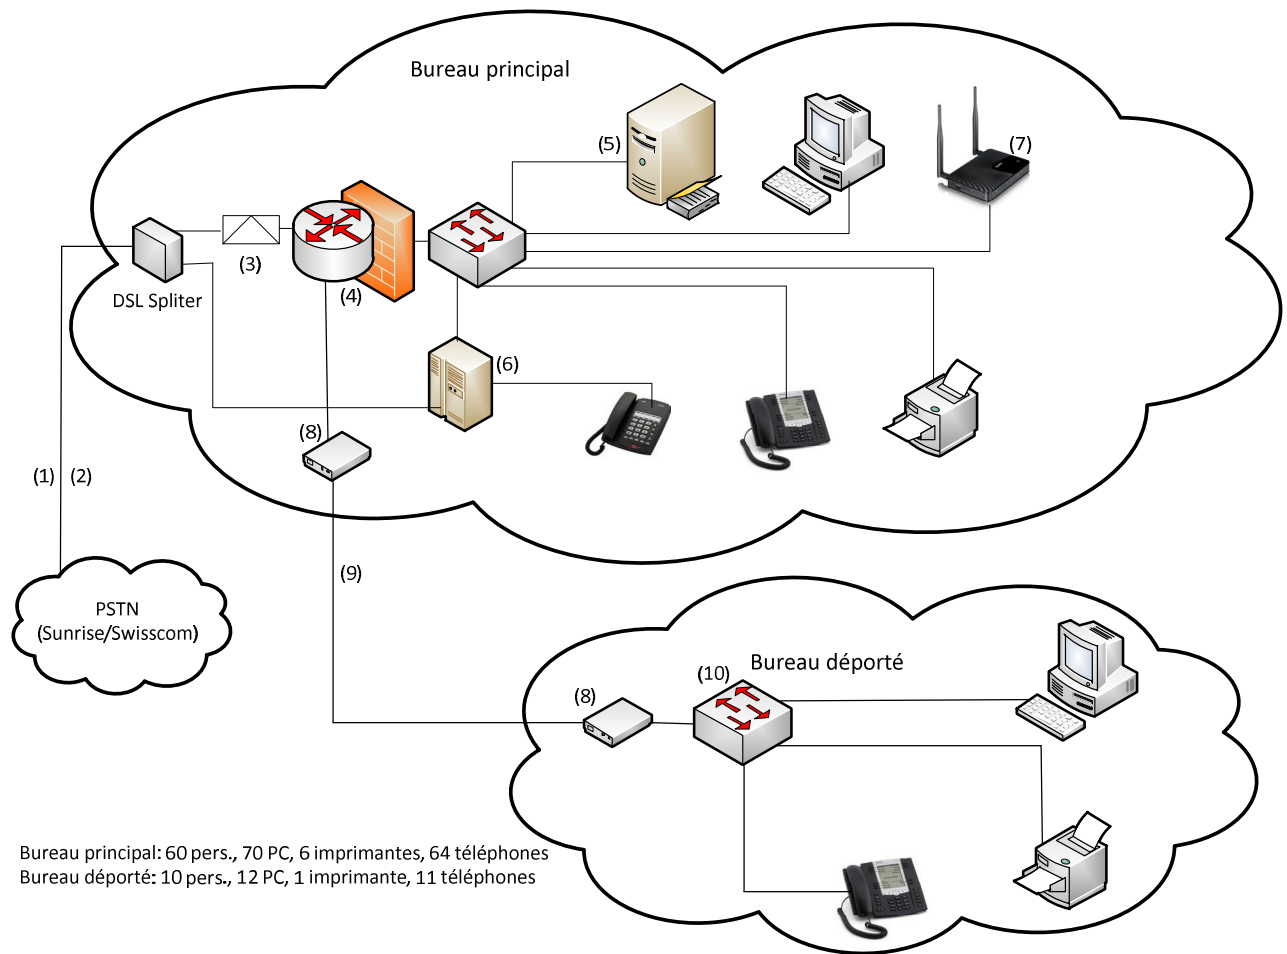 Bureau principal
(5)
(7)
(3)
(4)
DSL Spliter
(6)
(8)
(1)
(2)
(9)
PSTN
(Sunrise/Swisscom)
Bureau déporté
(10)
(8)
Bureau principal: 60 pers., 70 PC, 6 imprimantes, 64 téléphones
Bureau déporté: 10 pers., 12 PC, 1 imprimante, 11 téléphones